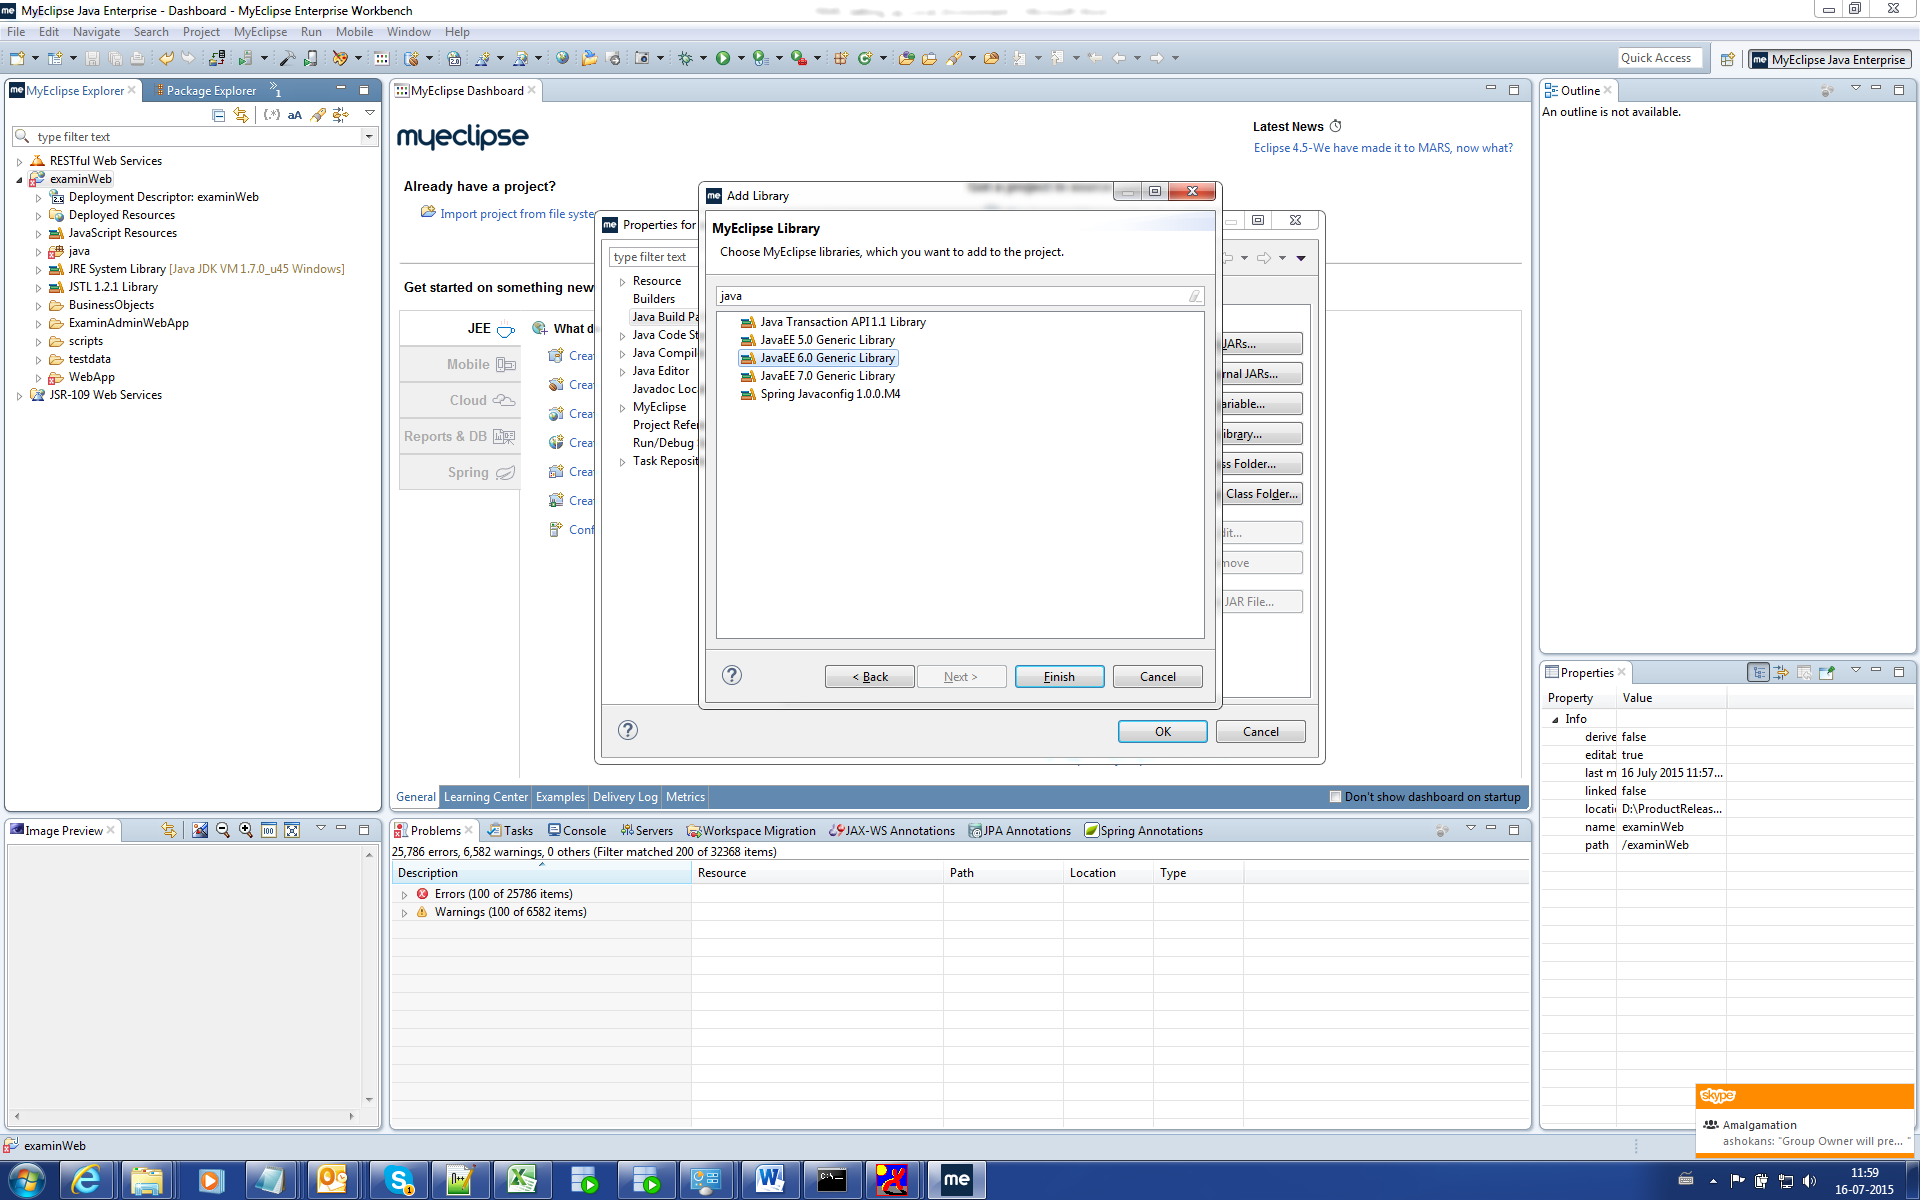 MyEclipse Java Enterprise - Dashboard - MyEclipse Enterprise Workbench
File Edit Navigate Search Project MyEclipse Run Mobile Window Help
Quick Access
MyEclipse Java Enterprise
MyEclipse Explorer
Package Explorer
type filter text
RESTful Web Services
examinWeb
Deployment Descriptor: examinWeb
Deployed Resources
JavaScript Resources
java
JRE System Library [Java JDK VM 1.7.0_u45 Windows]
JSTL 1.2.1 Library
BusinessObjects
ExaminAdminWebApp
scripts
testdata
WebApp
JSR-109 Web Services
MyEclipse Dashboard
myeclipse
Latest News
Eclipse 4.5-We have made it to MARS, now what?
Already have a project?
Import project from file syste
Get started on something new
JEE
Mobile
Cloud
Reports & DB
Spring
What d
Crea
Crea
Crea
Crea
Crea
Crea
Conf
Properties for
type filter text
Resource
Builders
Java Build Pa
Java Code St
Java Compil
Java Editor
Javadoc Loc
MyEclipse
Project Refer
Run/Debug
Task Reposit
JARs...
rnal JARs...
ariable...
ibrary...
ss Folder...
Class Folder...
dit...
move
JAR File...
OK
Cancel
Add Library
MyEclipse Library
Choose MyEclipse libraries, which you want to add to the project.
java
Java Transaction API 1.1 Library
JavaEE 5.0 Generic Library
JavaEE 6.0 Generic Library
JavaEE 7.0 Generic Library
Spring Javaconfig 1.0.0.M4
< Back
Next >
Finish
Cancel
General Learning Center Examples Delivery Log Metrics
Don't show dashboard on startup
Outline
An outline is not available.
Properties
Property Value
Info
derive false
editab true
last m 16 July 2015 11:57...
linked false
locati D:\ProductReleas...
name examinWeb
path /examinWeb
Image Preview
Problems Tasks Console Servers Workspace Migration JAX-WS Annotations JPA Annotations Spring Annotations
25,786 errors, 6,582 warnings, 0 others (Filter matched 200 of 32368 items)
Description Resource Path Location Type
Errors (100 of 25786 items)
Warnings (100 of 6582 items)
skype
Amalgamation
ashokans: "Group Owner will pre... "
examinWeb
11:59
16-07-2015